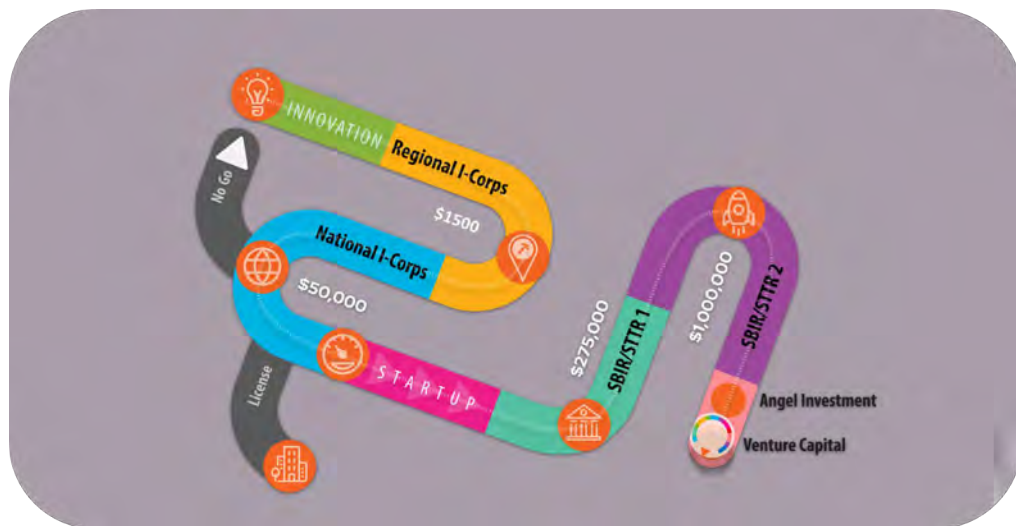 INNOVATION
Regional I-Corps
$1500
No Go
National I-Corps
$50,000
License
STARTUP
$275,000
SBIR/STTR 1
$1,000,000
SBIR/STTR 2
Angel Investment
Venture Capital